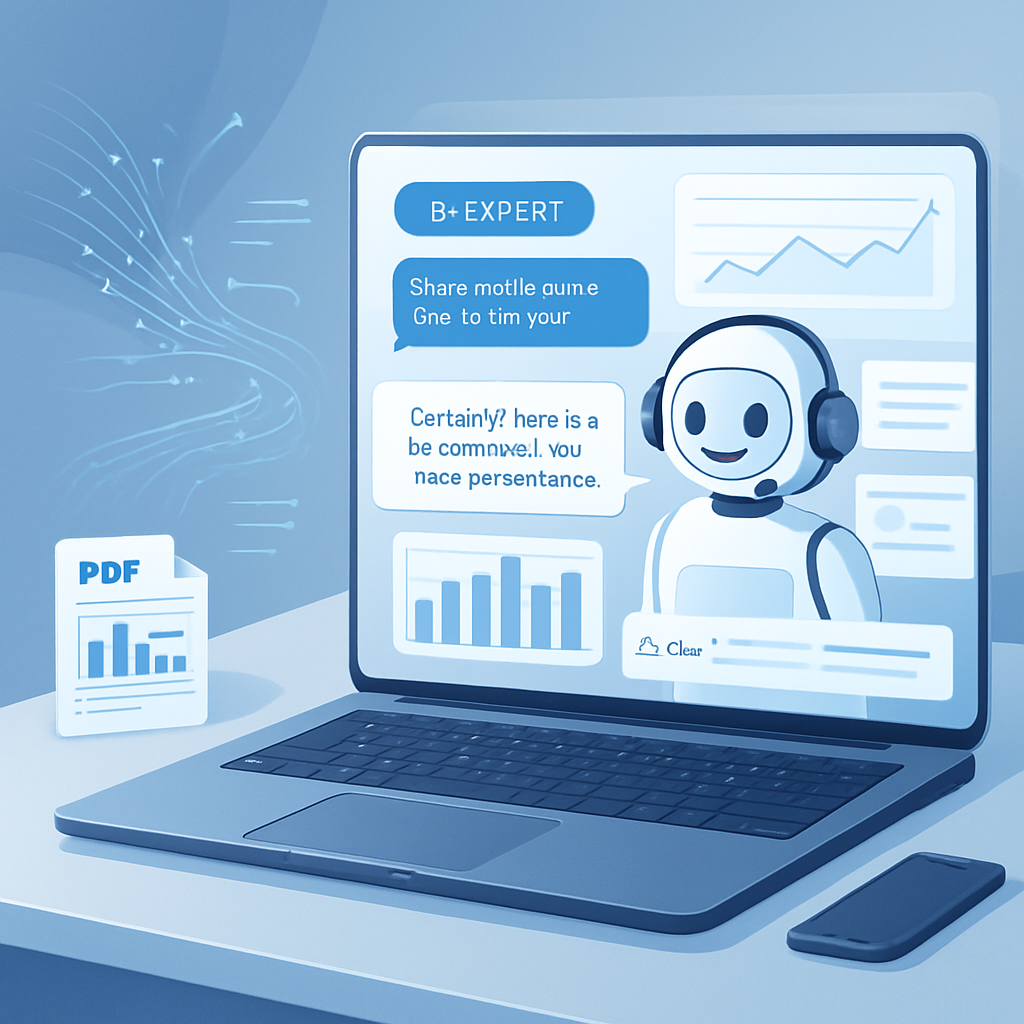 B+ EXPERT
Share motlle
Gne to tim your
Certainly? here is a
be you
nace persentance.
PDF
Clear